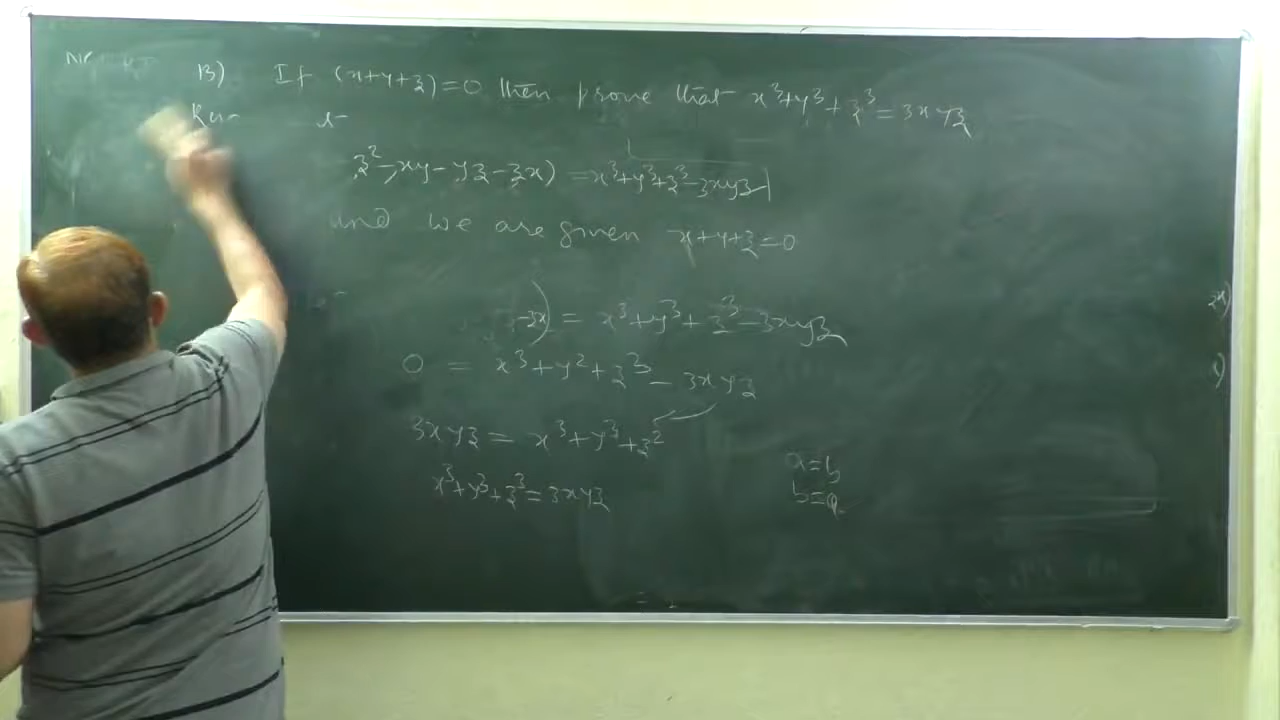 13) If (x+y+z)=0 then prove that x³+y³+z³=3xyz
z²-xy-yz-zx) = x³+y³+z³-3xyz
and we are given x+y+z=0
-zx) = x³+y³+z³-3xyz
0 = x³+y²+z³-3xyz
3xyz = x³+y³+z³
x³+y³+z³=3xyz
a=b
b=a